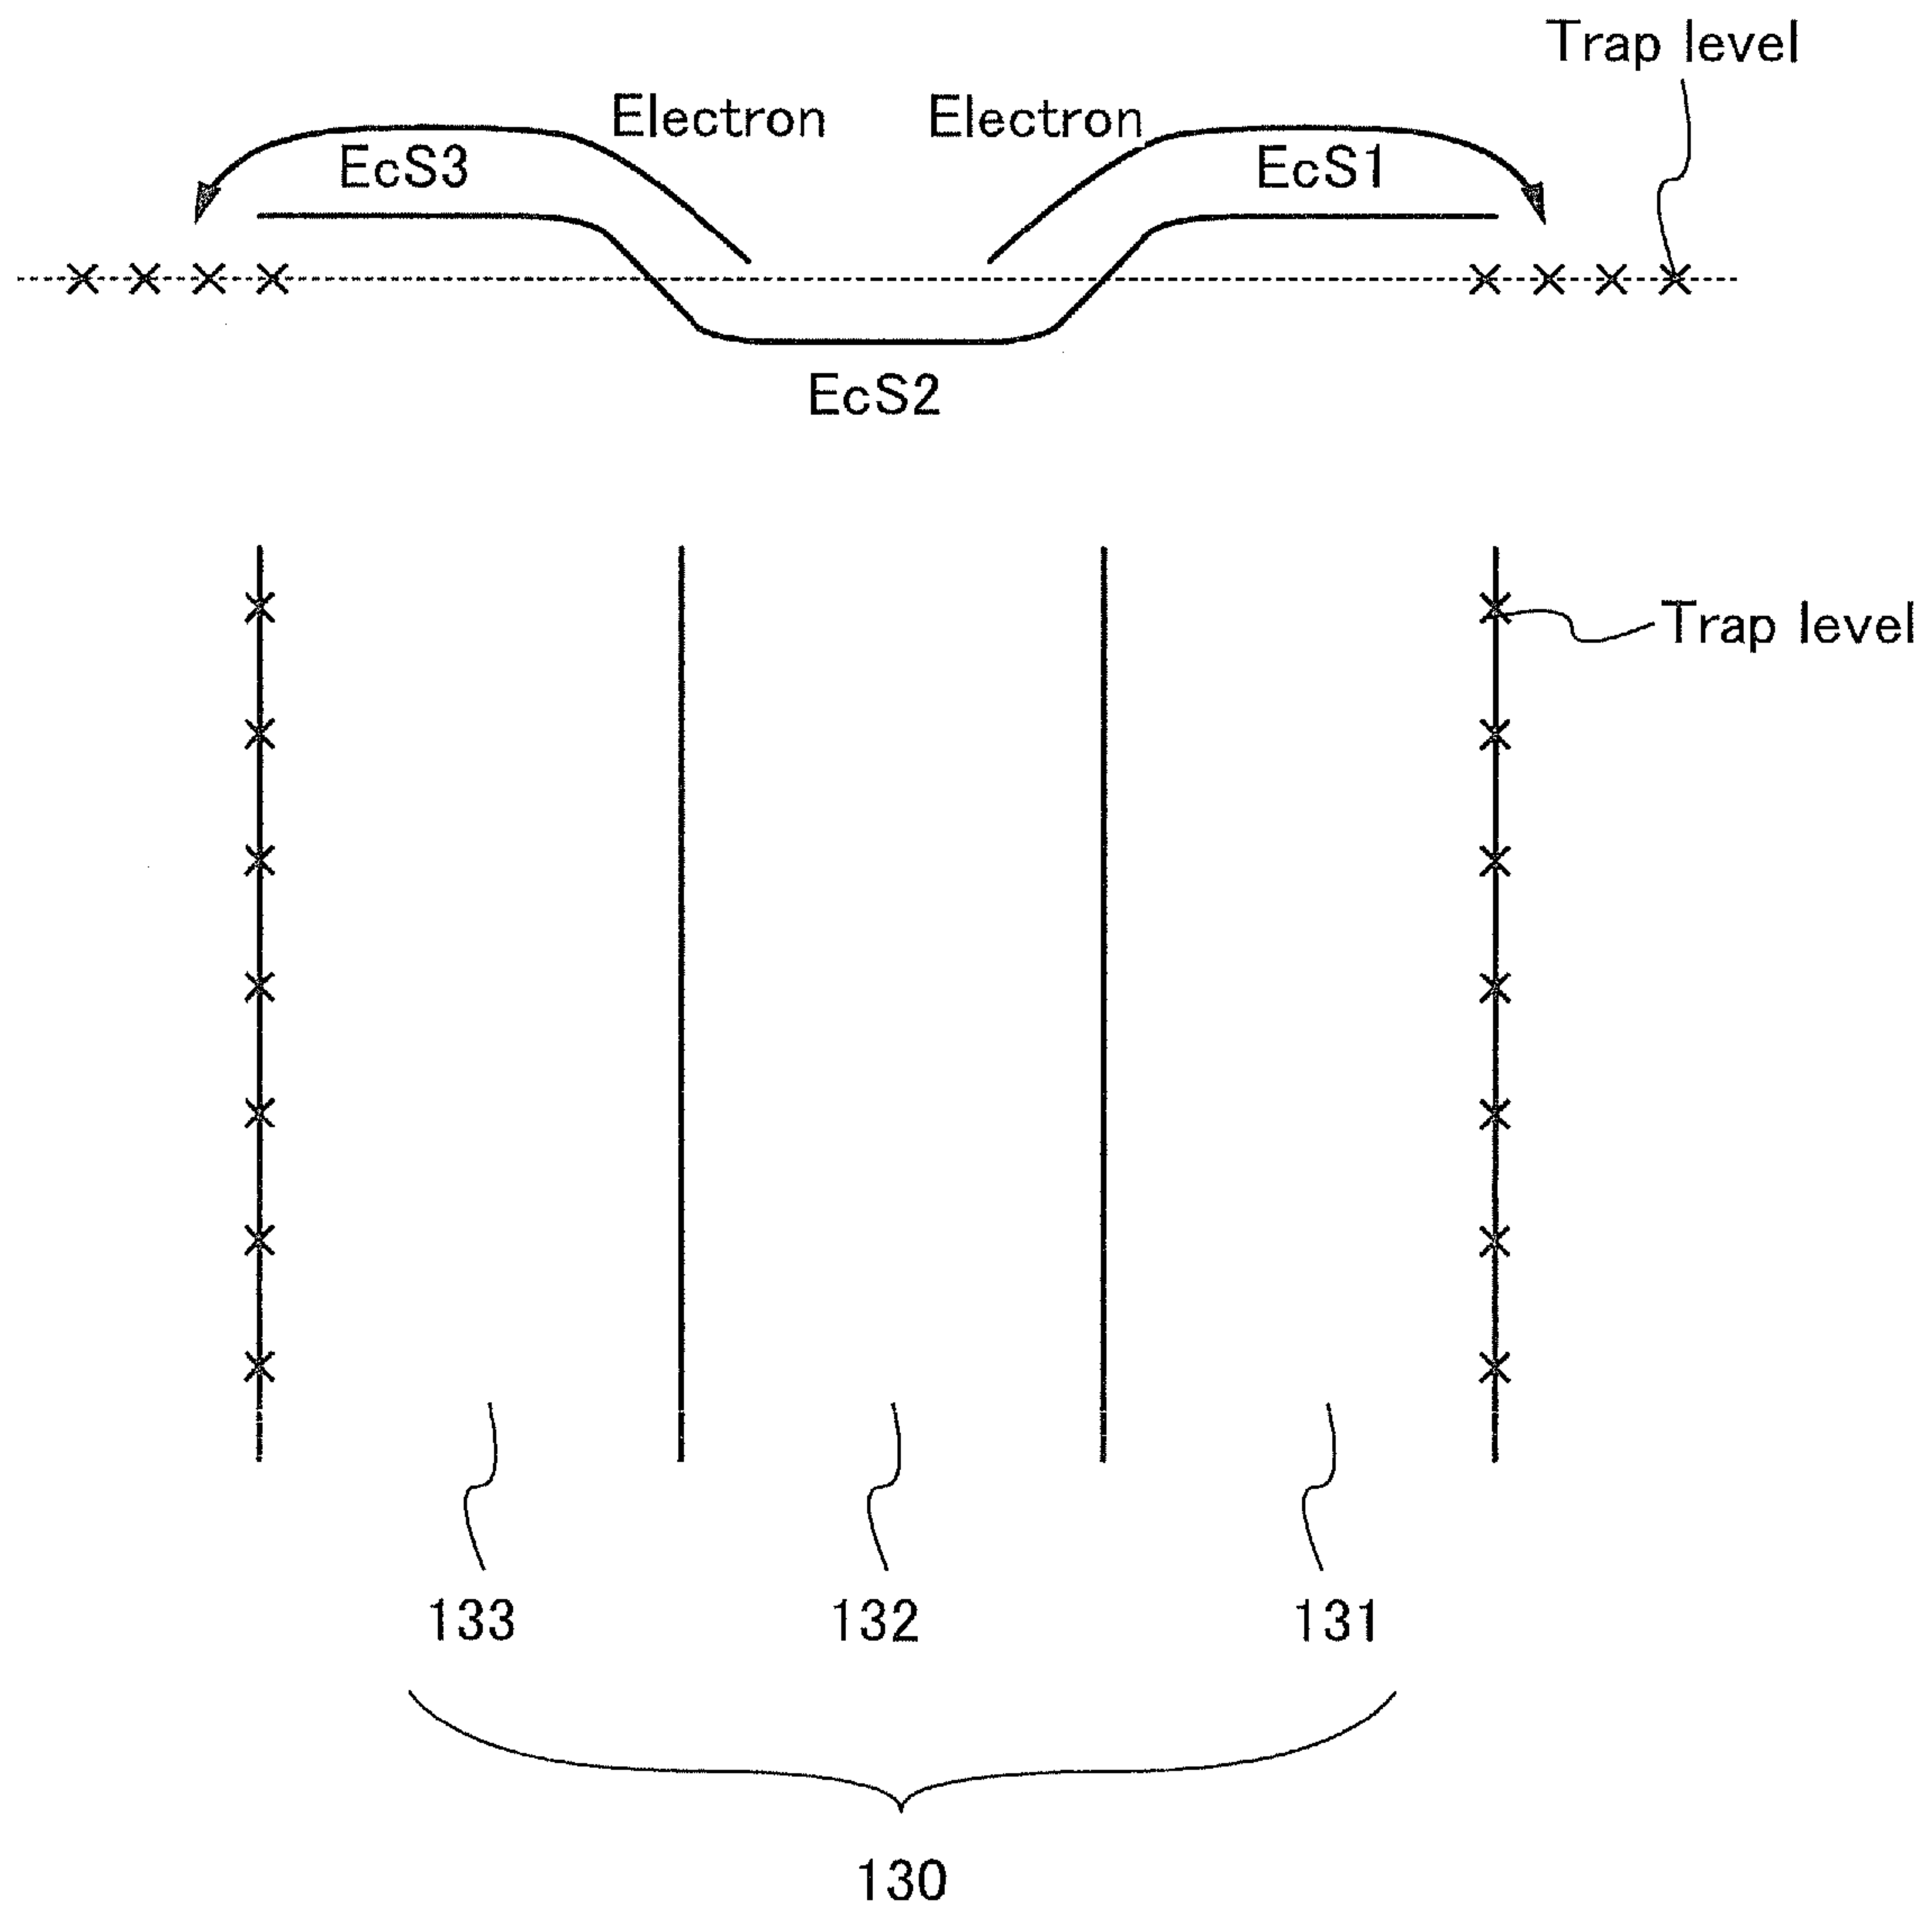 Trap level
Electron
Electron
EcS3
EcS1
EcS2
Trap level
133
132
131
130